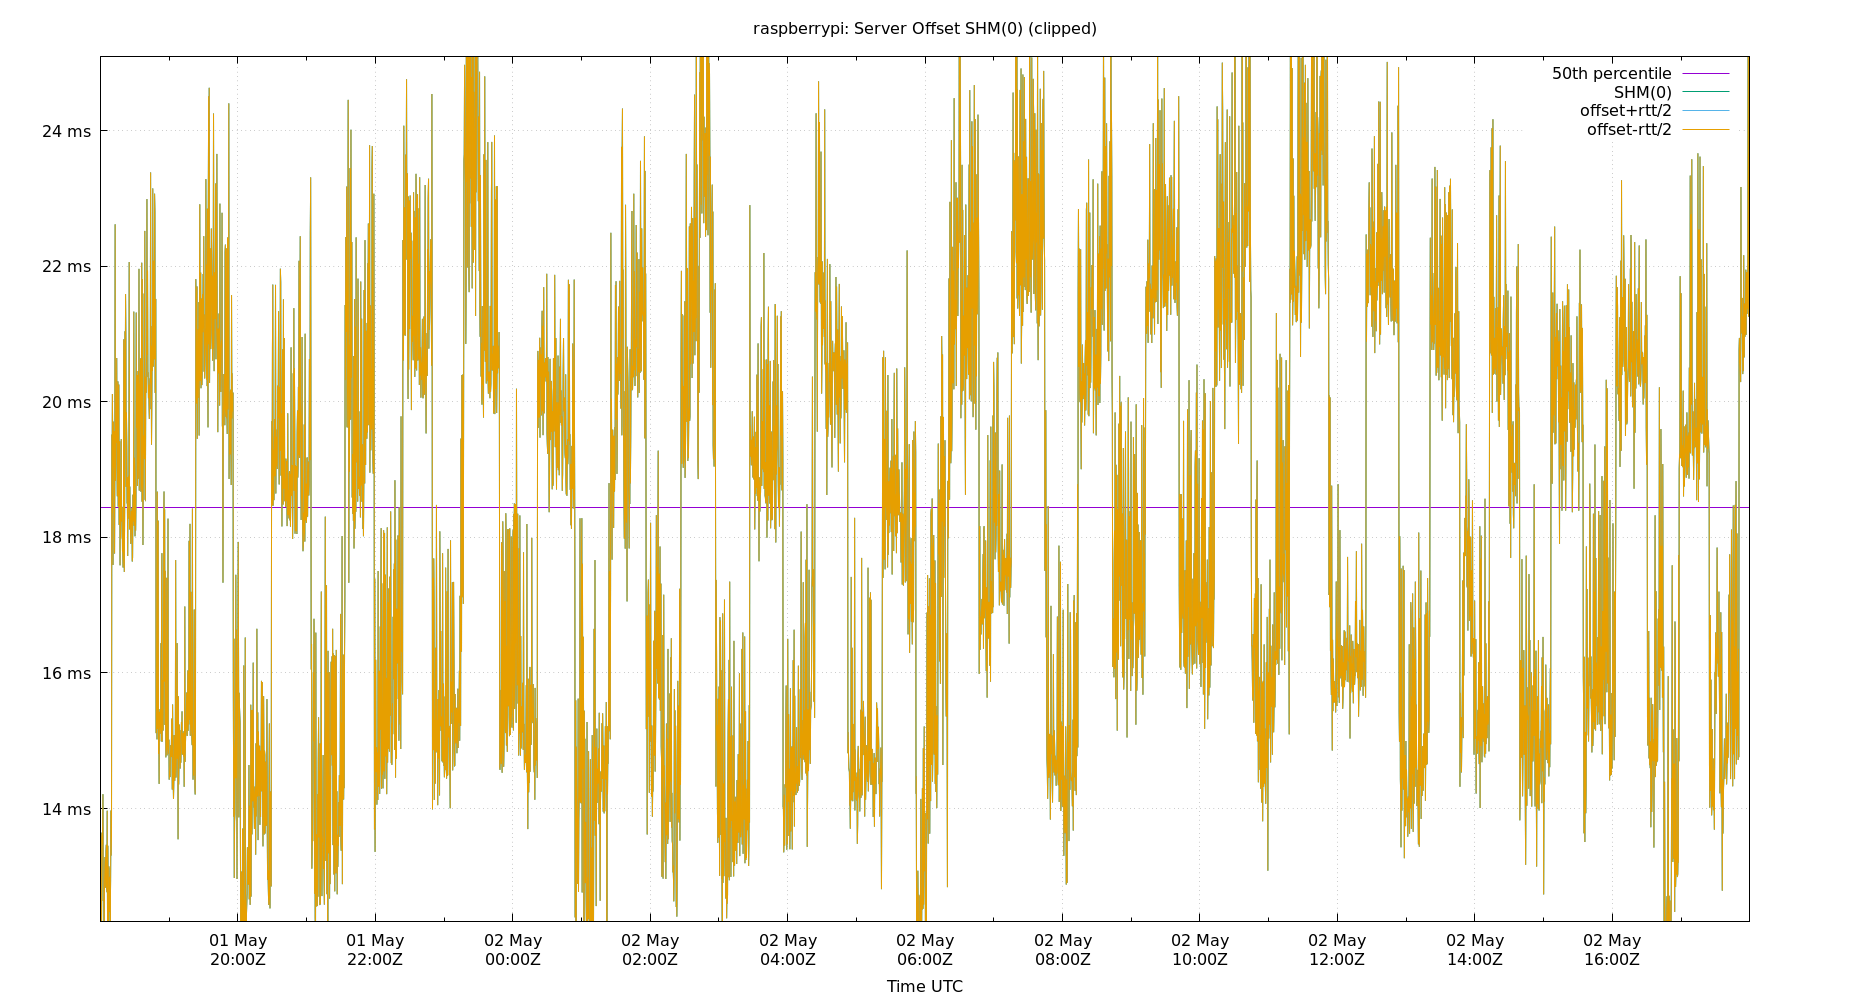 raspberrypi: Server Offset SHM(0) (clipped)
50th percentile
SHM(0)
offset+rtt/2
offset-rtt/2
24 ms
22 ms
20 ms
18 ms
16 ms
14 ms
01 May 01 May 02 May 02 May 02 May 02 May 02 May 02 May 02 May 02 May 02 May
20:00Z 22:00Z 00:00Z 02:00Z 04:00Z 06:00Z 08:00Z 10:00Z 12:00Z 14:00Z 16:00Z
Time UTC